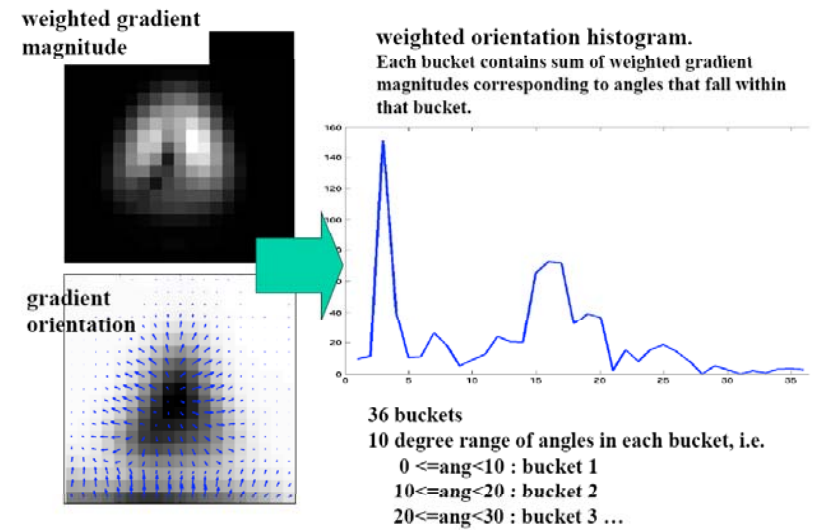 weighted gradient
magnitude
weighted orientation histogram.
Each bucket contains sum of weighted gradient
magnitudes corresponding to angles that fall within
that bucket.
160
140
120
100
60
40
20
0
0 5 10 15 20 25 30 35
gradient
orientation
36 buckets
10 degree range of angles in each bucket, i.e.
0 <=ang<10 : bucket 1
10<=ang<20 : bucket 2
20<=ang<30 : bucket 3 …